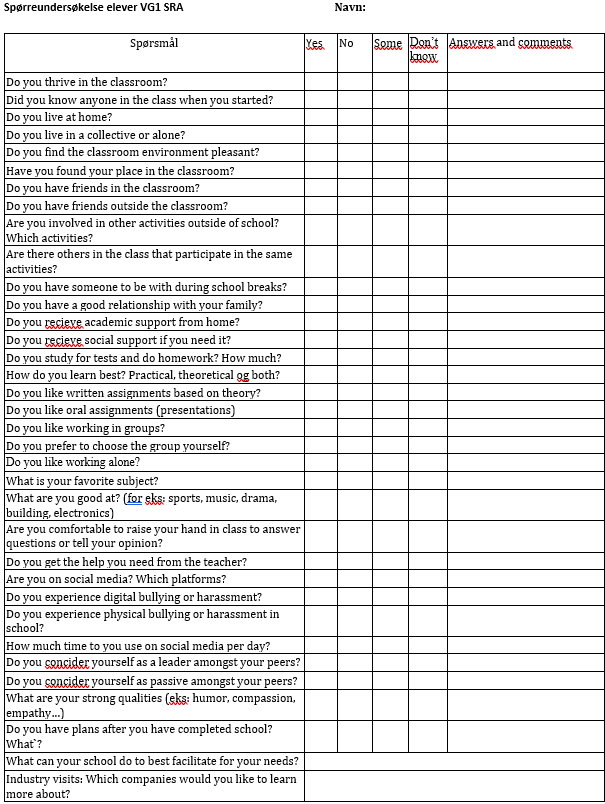 Spørreundersøkelse elever VG1 SRA Navn:
Spørsmål Yes No Some Don't know Answers and comments
Do you thrive in the classroom?
Did you know anyone in the class when you started?
Do you live at home?
Do you live in a collective or alone?
Do you find the classroom environment pleasant?
Have you found your place in the classroom?
Do you have friends in the classroom?
Do you have friends outside the classroom?
Are you involved in other activities outside of school?
Which activities?
Are there others in the class that participate in the same
activities?
Do you have someone to be with during school breaks?
Do you have a good relationship with your family?
Do you recieve academic support from home?
Do you recieve social support if you need it?
Do you study for tests and do homework? How much?
How do you learn best? Practical, theoretical og both?
Do you like written assignments based on theory?
Do you like oral assignments (presentations)
Do you like working in groups?
Do you prefer to choose the group yourself?
Do you like working alone?
What is your favorite subject?
What are you good at? (for eks: sports, music, drama,
building, electronics)
Are you comfortable to raise your hand in class to answer
questions or tell your opinion?
Do you get the help you need from the teacher?
Are you on social media? Which platforms?
Do you experience digital bullying or harassment?
Do you experience physical bullying or harassment in
school?
How much time to you use on social media per day?
Do you concider yourself as a leader amongst your peers?
Do you concider yourself as passive amongst your peers?
What are your strong qualities (eks: humor, compassion,
empathy...)
Do you have plans after you have completed school?
What`?
What can your school do to best facilitate for your needs?
Industry visits: Which companies would you like to learn
more about?